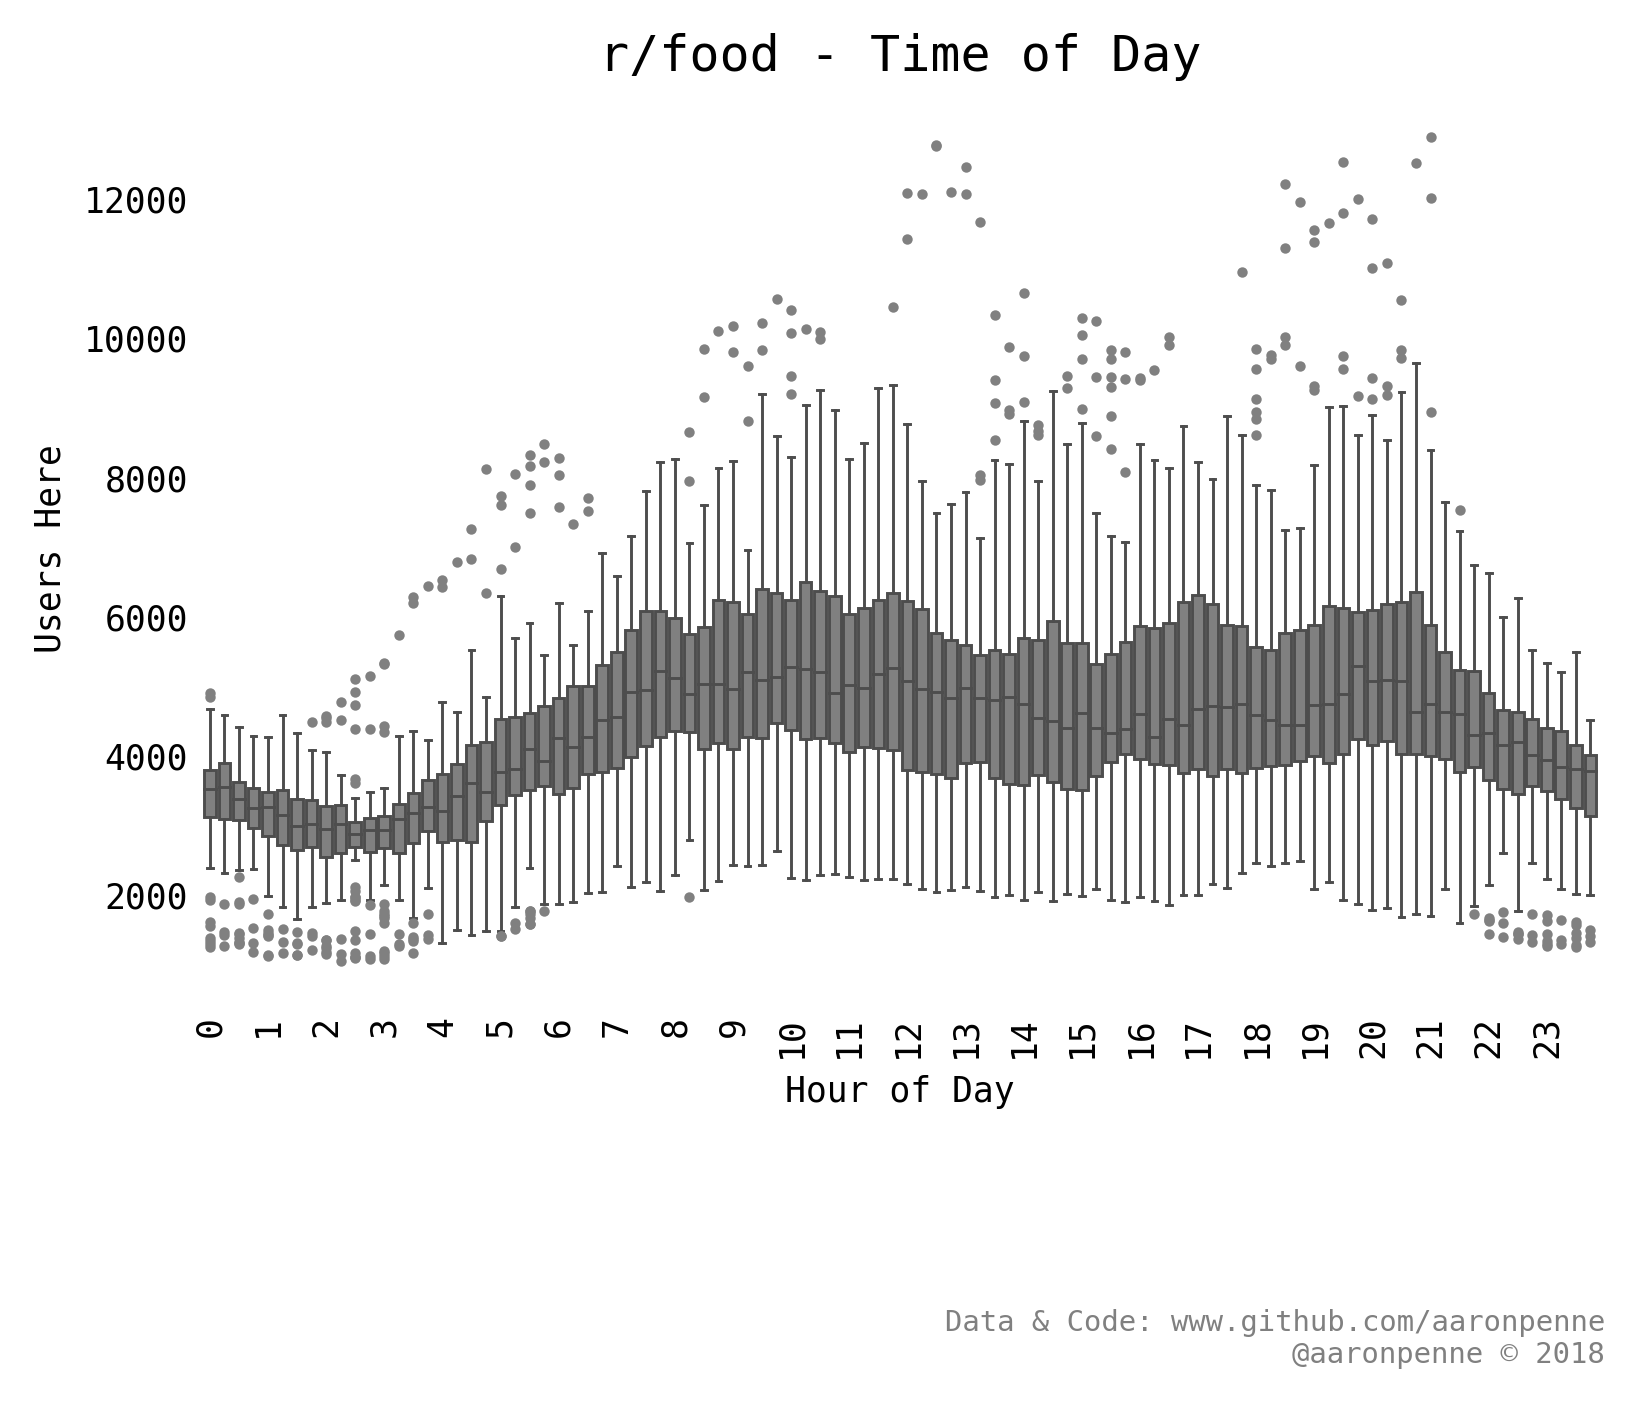 r/food - Time of Day
12000
10000
8000
6000
4000
2000
Users Here
0 1 2 3 4 5 6 7 8 9 10 11 12 13 14 15 16 17 18 19 20 21 22 23
Hour of Day
Data & Code: www.github.com/aaronpenne
@aaronpenne © 2018